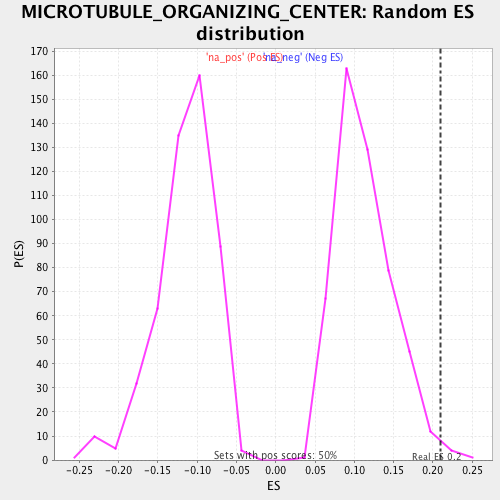 MICROTUBULE_ORGANIZING_CENTER: Random ES
distribution
'na_pos' (Pos ES)
'na_neg' (Neg ES)
170
160
150
140
130
120
110
100
90
80
70
60
50
40
30
20
10
0
P(ES)
Sets with pos scores: 50%
Real ES 0.2
-0.25 -0.20 -0.15 -0.10 -0.05 0.00 0.05 0.10 0.15 0.20 0.25
ES